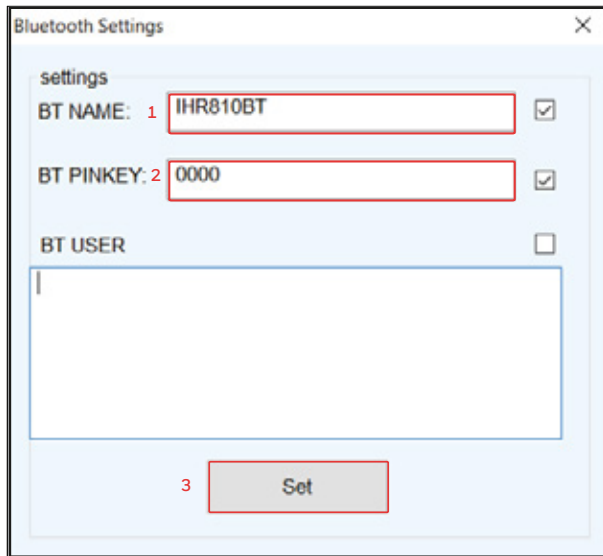 Bluetooth Settings
settings
BT NAME: 1 IHR810BT
BT PINKEY: 2 0000
BT USER
3 Set